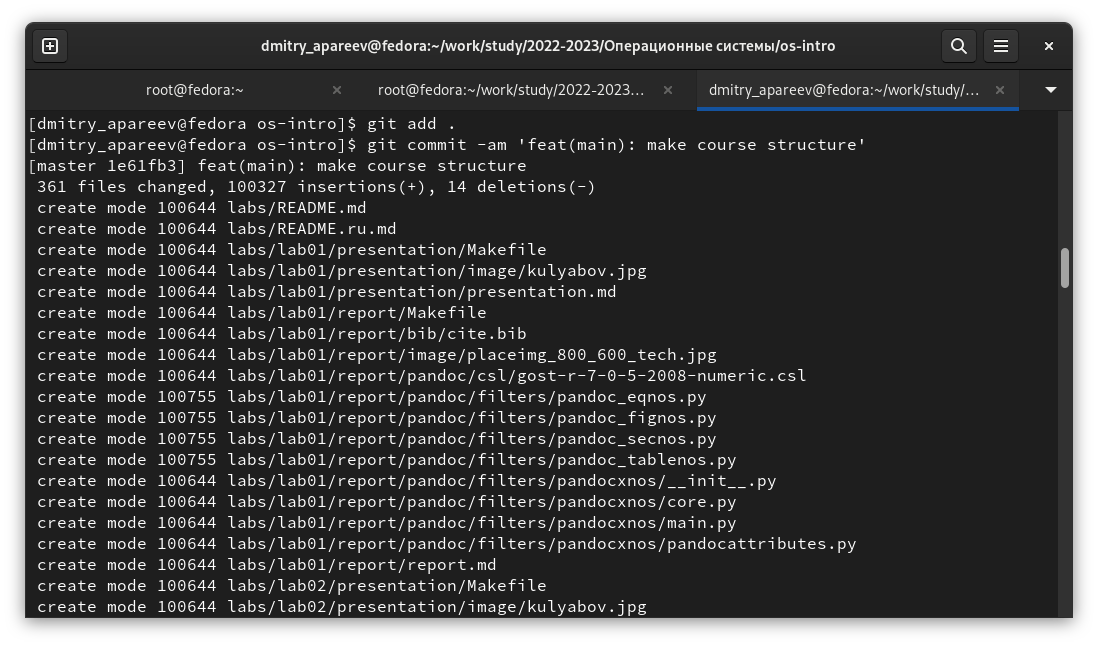 dmitry_apareev@fedora:~/work/study/2022-2023/Операционные системы/os-intro
root@fedora:~
root@fedora:~/work/study/2022-2023…
dmitry_apareev@fedora:~/work/study/…
[dmitry_apareev@fedora os-intro]$ git add .
[dmitry_apareev@fedora os-intro]$ git commit -am 'feat(main): make course structure'
[master 1e61fb3] feat(main): make course structure
 361 files changed, 100327 insertions(+), 14 deletions(-)
 create mode 100644 labs/README.md
 create mode 100644 labs/README.ru.md
 create mode 100644 labs/lab01/presentation/Makefile
 create mode 100644 labs/lab01/presentation/image/kulyabov.jpg
 create mode 100644 labs/lab01/presentation/presentation.md
 create mode 100644 labs/lab01/report/Makefile
 create mode 100644 labs/lab01/report/bib/cite.bib
 create mode 100644 labs/lab01/report/image/placeimg_800_600_tech.jpg
 create mode 100644 labs/lab01/report/pandoc/csl/gost-r-7-0-5-2008-numeric.csl
 create mode 100755 labs/lab01/report/pandoc/filters/pandoc_eqnos.py
 create mode 100755 labs/lab01/report/pandoc/filters/pandoc_fignos.py
 create mode 100755 labs/lab01/report/pandoc/filters/pandoc_secnos.py
 create mode 100755 labs/lab01/report/pandoc/filters/pandoc_tablenos.py
 create mode 100644 labs/lab01/report/pandoc/filters/pandocxnos/__init__.py
 create mode 100644 labs/lab01/report/pandoc/filters/pandocxnos/core.py
 create mode 100644 labs/lab01/report/pandoc/filters/pandocxnos/main.py
 create mode 100644 labs/lab01/report/pandoc/filters/pandocxnos/pandocattributes.py
 create mode 100644 labs/lab01/report/report.md
 create mode 100644 labs/lab02/presentation/Makefile
 create mode 100644 labs/lab02/presentation/image/kulyabov.jpg